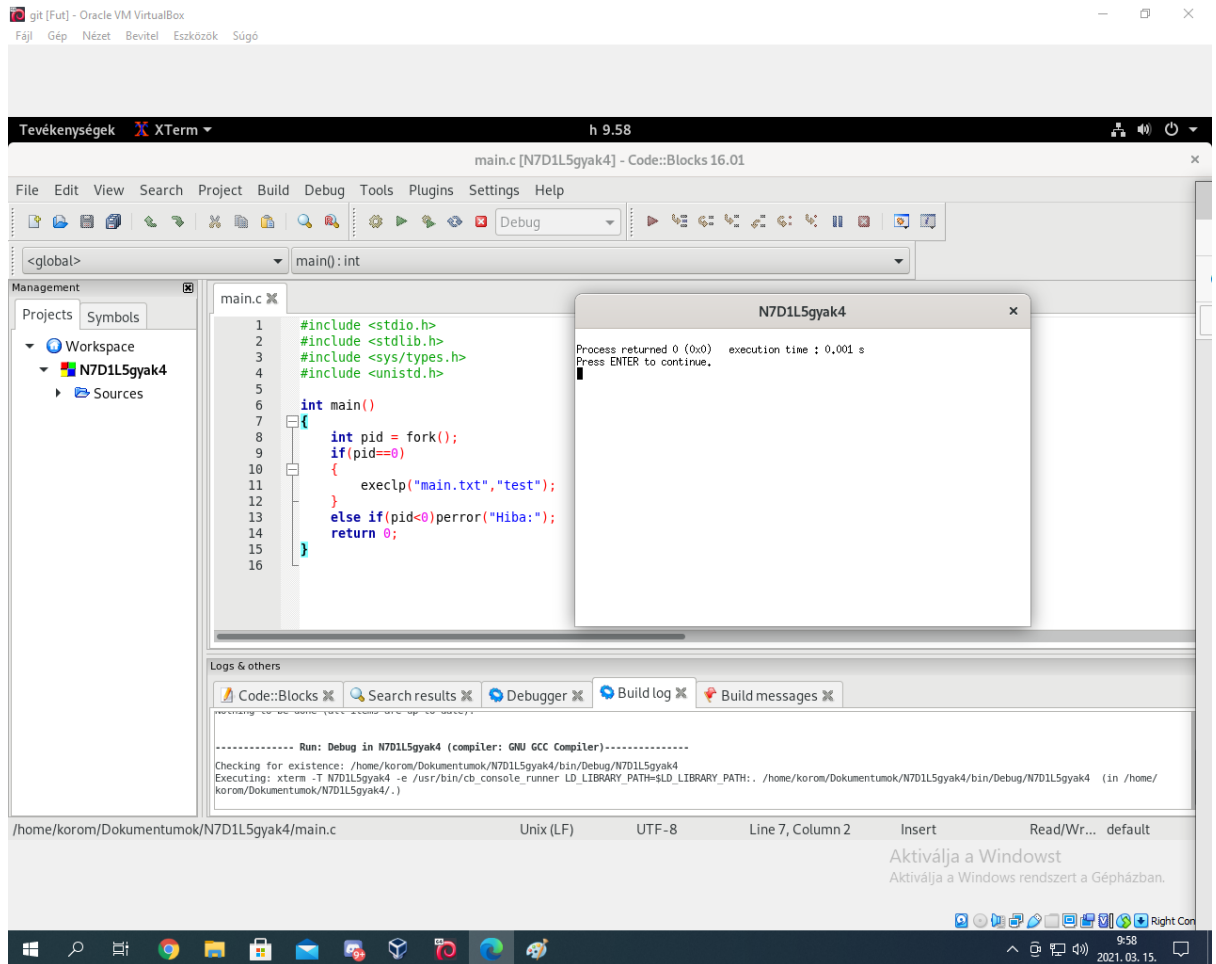 git [Fut] - Oracle VM VirtualBox
Fájl Gép Nézet Bevitel Eszközök Súgó
Tevékenységek XTerm h 9.58
main.c [N7D1L5gyak4] - Code::Blocks 16.01
File Edit View Search Project Build Debug Tools Plugins Settings Help
Debug
<global> main() : int
Management
Projects Symbols
Workspace
N7D1L5gyak4
Sources
main.c
1 #include <stdio.h>
2 #include <stdlib.h>
3 #include <sys/types.h>
4 #include <unistd.h>
5
6 int main()
7 {
8 int pid = fork();
9 if(pid==0)
10 {
11 execlp("main.txt","test");
12 }
13 else if(pid<0)perror("Hiba:");
14 return 0;
15 }
16
N7D1L5gyak4
Process returned 0 (0x0) execution time : 0.001 s
Press ENTER to continue.
Logs & others
Code::Blocks Search results Debugger Build log Build messages
-------------- Run: Debug in N7D1L5gyak4 (compiler: GNU GCC Compiler)---------------
Checking for existence: /home/korom/Dokumentumok/N7D1L5gyak4/bin/Debug/N7D1L5gyak4
Executing: xterm -T N7D1L5gyak4 -e /usr/bin/cb_console_runner LD_LIBRARY_PATH=$LD_LIBRARY_PATH:. /home/korom/Dokumentumok/N7D1L5gyak4/bin/Debug/N7D1L5gyak4 (in /home/
korom/Dokumentumok/N7D1L5gyak4/.)
/home/korom/Dokumentumok/N7D1L5gyak4/main.c Unix (LF) UTF-8 Line 7, Column 2 Insert Read/Wr... default
Aktiválja a Windowst
Aktiválja a Windows rendszert a Gépházban.
Right Con
9:58
2021. 03. 15.